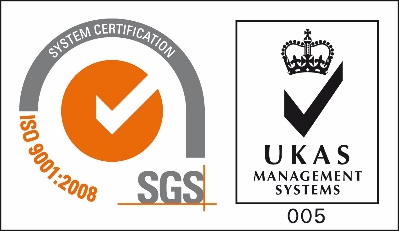 SYSTEM CERTIFICATION
ISO 9001:2008
SGS
UKAS
MANAGEMENT
SYSTEMS
005